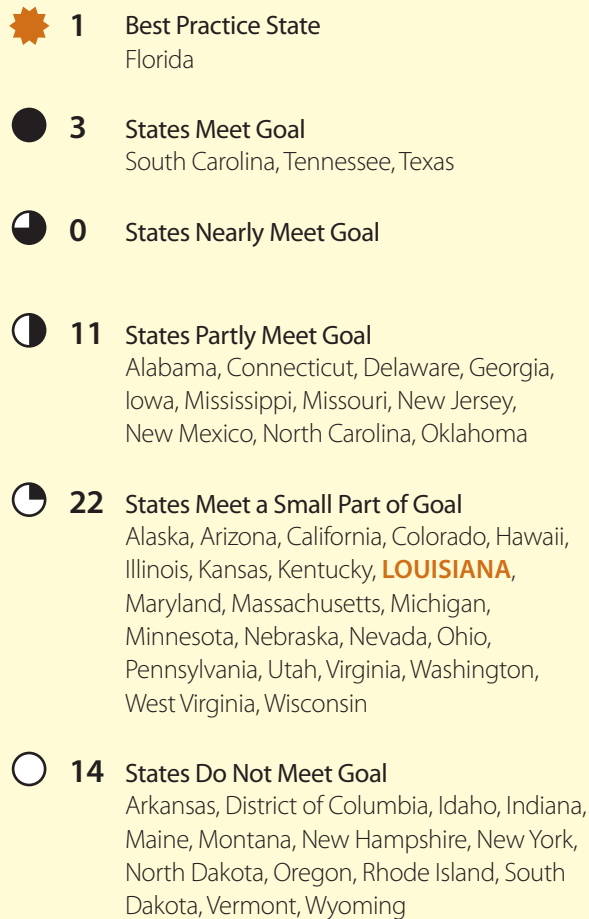 1 Best Practice State
Florida
3 States Meet Goal
South Carolina, Tennessee, Texas
0 States Nearly Meet Goal
11 States Partly Meet Goal
Alabama, Connecticut, Delaware, Georgia,
Iowa, Mississippi, Missouri, New Jersey,
New Mexico, North Carolina, Oklahoma
22 States Meet a Small Part of Goal
Alaska, Arizona, California, Colorado, Hawaii,
Illinois, Kansas, Kentucky, LOUISIANA,
Maryland, Massachusetts, Michigan,
Minnesota, Nebraska, Nevada, Ohio,
Pennsylvania, Utah, Virginia, Washington,
West Virginia, Wisconsin
14 States Do Not Meet Goal
Arkansas, District of Columbia, Idaho, Indiana,
Maine, Montana, New Hampshire, New York,
North Dakota, Oregon, Rhode Island, South
Dakota, Vermont, Wyoming